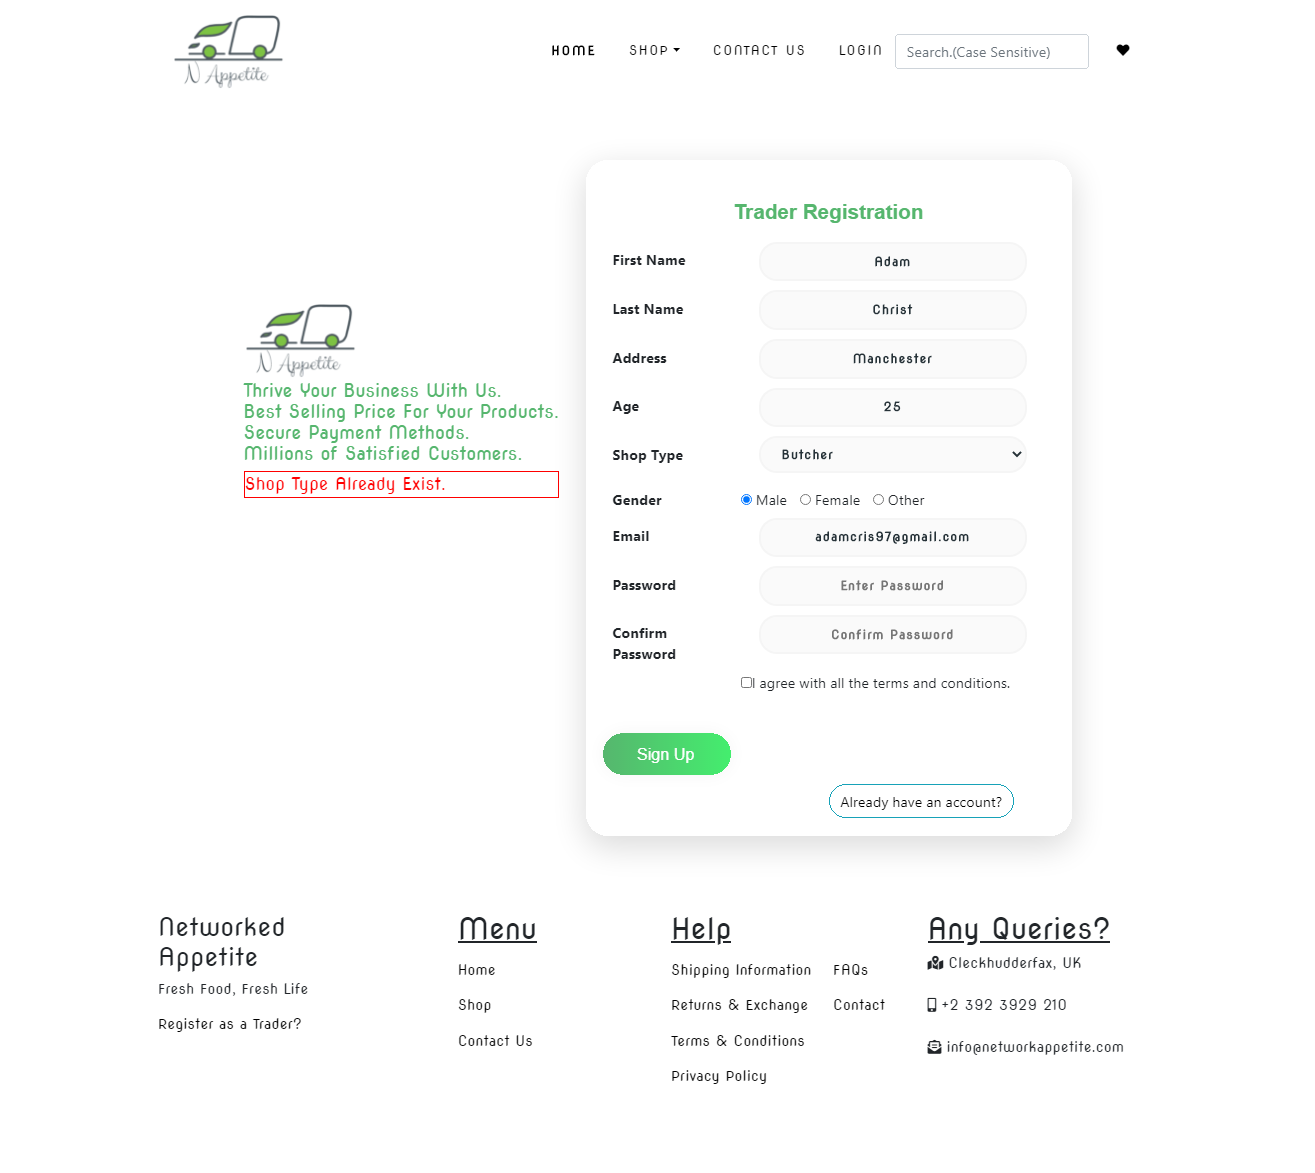 N Appetite
HOME SHOP CONTACT US LOGIN Search.(Case Sensitive)
Trader Registration
First Name Adam
Last Name Christ
Address Manchester
Age 25
Shop Type Butcher
Gender Male Female Other
Email adamcris97@gmail.com
Password Enter Password
Confirm Password Confirm Password
I agree with all the terms and conditions.
Sign Up
Already have an account?
N Appetite
Thrive Your Business With Us.
Best Selling Price For Your Products.
Secure Payment Methods.
Millions of Satisfied Customers.
Shop Type Already Exist.
Networked
Appetite
Fresh Food, Fresh Life
Register as a Trader?
Menu
Home
Shop
Contact Us
Help
Shipping Information FAQs
Returns & Exchange Contact
Terms & Conditions
Privacy Policy
Any Queries?
Cleckhudderfax, UK
+2 392 3929 210
info@networkappetite.com